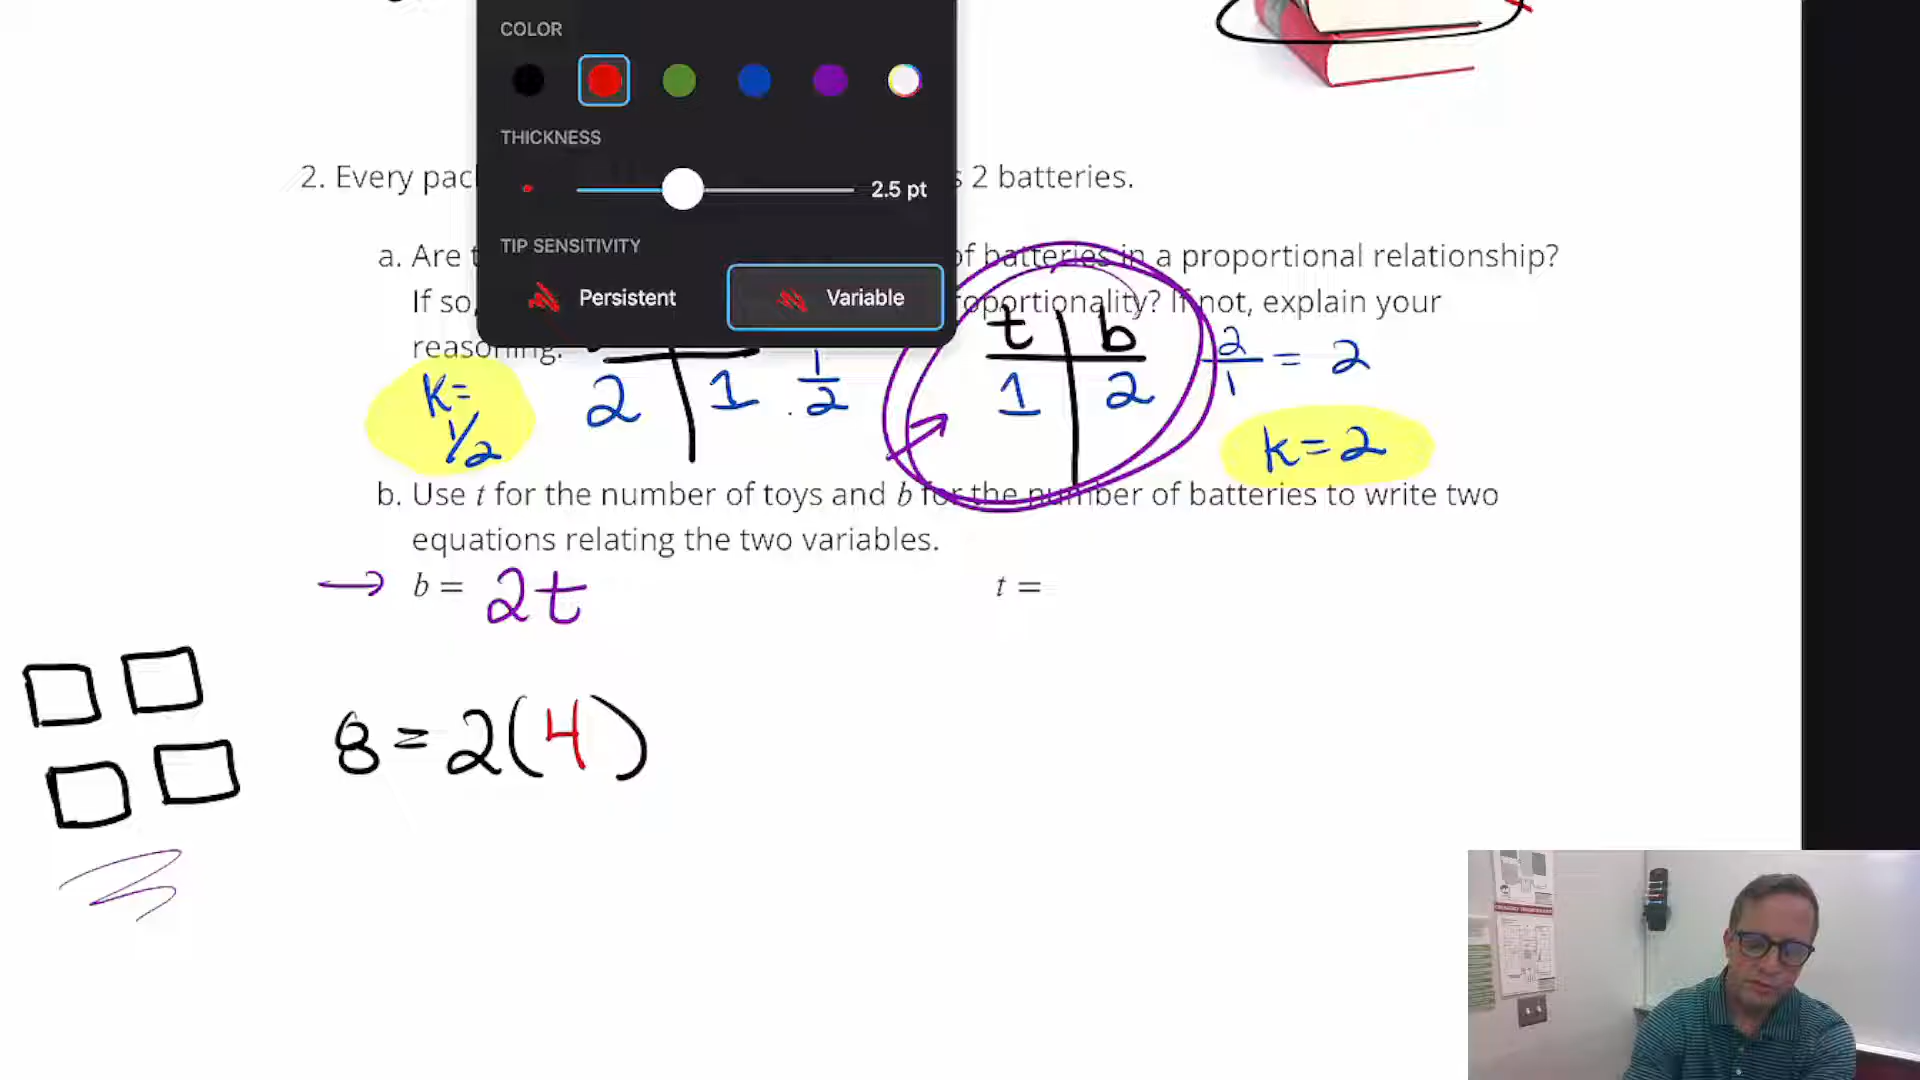 COLOR
THICKNESS
2.5 pt
TIP SENSITIVITY
Persistent
Variable
2. Every pac
2 batteries.
a. Are
of batteries in a proportional relationship?
If so,
oportionality? If not, explain your
reasoning.
t b
2 = 2
1
K=
1/2
2 1 1
2
1 2
k=2
b. Use t for the number of toys and b for the number of batteries to write two
equations relating the two variables.
→ b = 2t
t =
8=2(4)